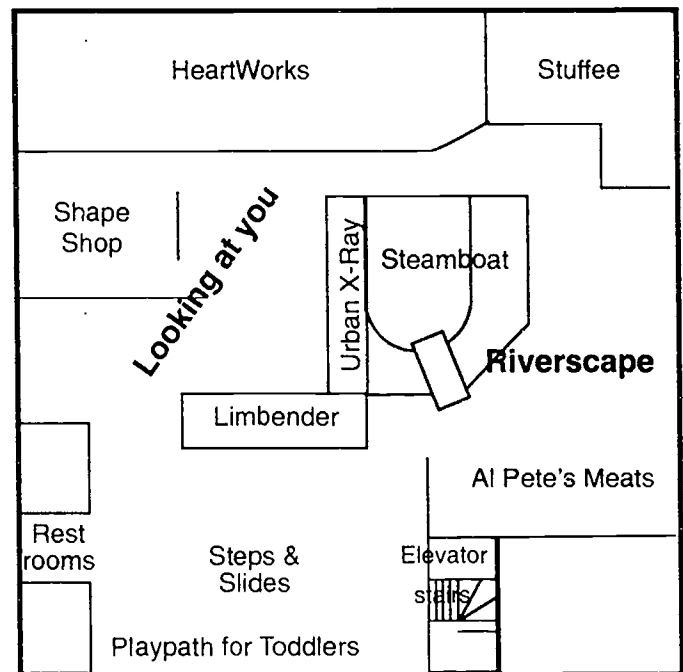 HeartWorks
Stuffee
Shape
Shop
Looking at you
Urban X-Ray
Steamboat
Riverscape
Limbender
Al Pete's Meats
Rest
rooms
Steps &
Slides
Elevator
stairs
Playpath for Toddlers